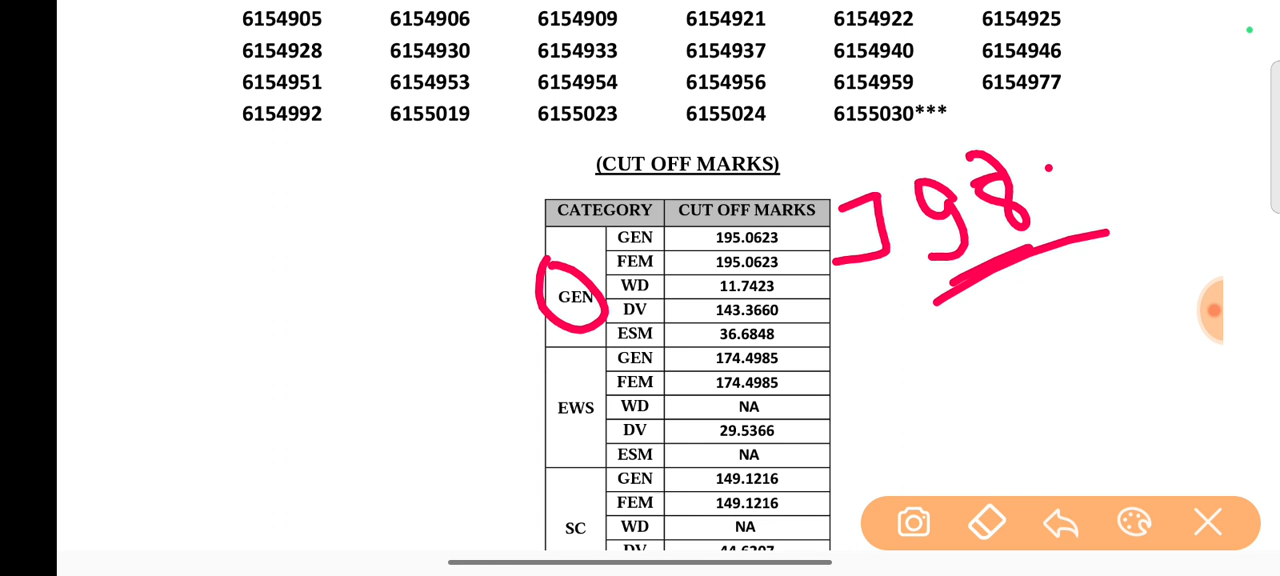 6154905 6154906 6154909 6154921 6154922 6154925
6154928 6154930 6154933 6154937 6154940 6154946
6154951 6154953 6154954 6154956 6154959 6154977
6154992 6155019 6155023 6155024 6155030***
(CUT OFF MARKS)
98.
CATEGORY CUT OFF MARKS
GEN GEN 195.0623
FEM 195.0623
WD 11.7423
DV 143.3660
ESM 36.6848
EWS GEN 174.4985
FEM 174.4985
WD NA
DV 29.5366
ESM NA
SC GEN 149.1216
FEM 149.1216
WD NA